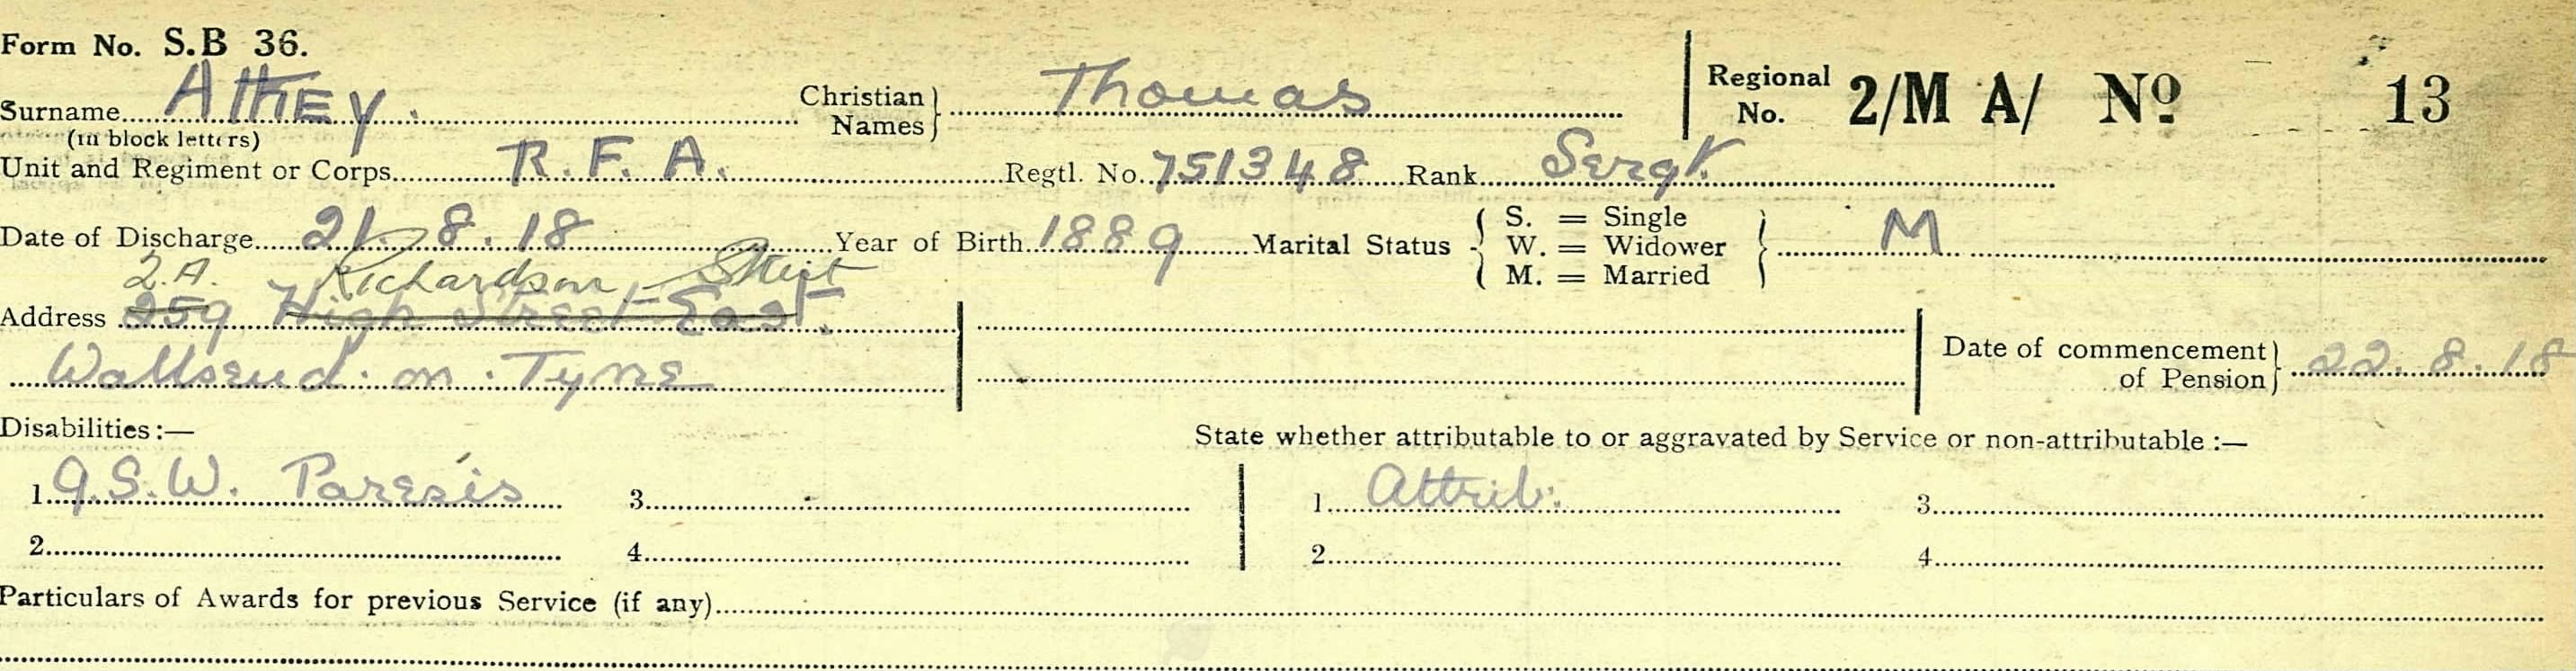 Form No. S.B 36.
Surname AtHEY. Christian Names Thomas Regional No. 2/M A/ No 13
(in block letters)
Unit and Regiment or Corps R.F.A. Regtl. No. 751348 Rank Sergt.
Date of Discharge 21.8.18 Year of Birth 1889 Marital Status { S. = Single W. = Widower M. = Married } M
2.A. Richardson Street
Address 259 High Street East.
Wallsend. on. Tyne Date of commencement of Pension 22.8.18
Disabilities:— State whether attributable to or aggravated by Service or non-attributable:—
1 G.S.W. Paresis 3 1. Attrib. 3
2 4 2 4
Particulars of Awards for previous Service (if any)